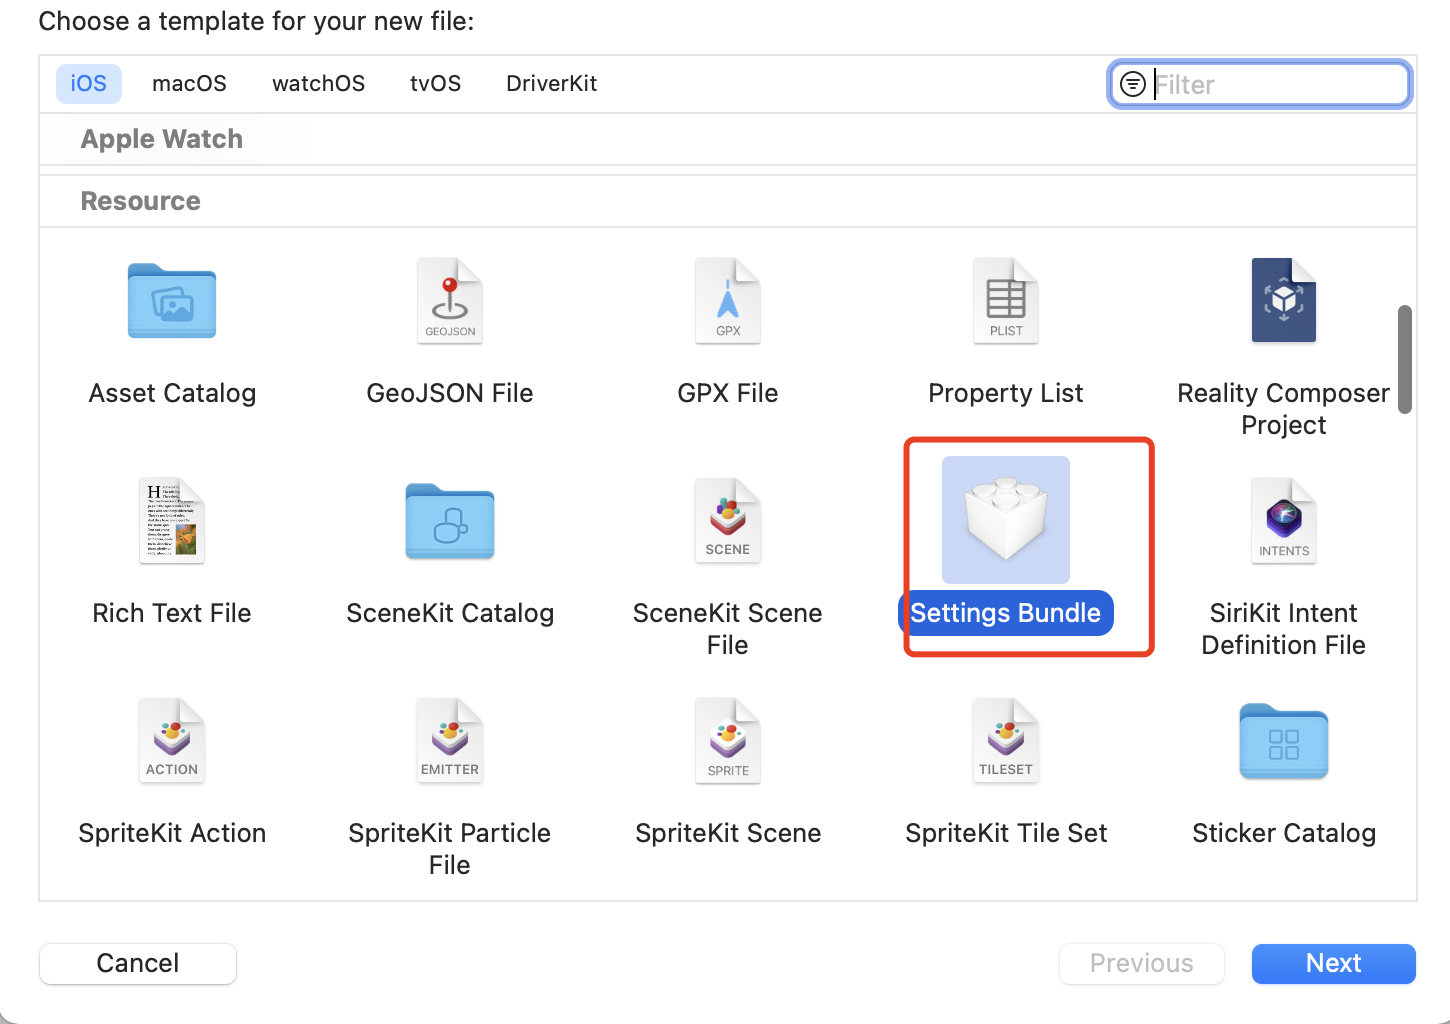 Choose a template for your new file:
iOS macOS watchOS tvOS DriverKit Filter
Apple Watch
Resource
GEOJSON GPX PLIST
Asset Catalog GeoJSON File GPX File Property List Reality Composer
Project
H
SCENE INTENTS
Rich Text File SceneKit Catalog SceneKit Scene Settings Bundle SiriKit Intent
File Definition File
ACTION EMITTER SPRITE TILESET
SpriteKit Action SpriteKit Particle SpriteKit Scene SpriteKit Tile Set Sticker Catalog
File
Cancel Previous Next